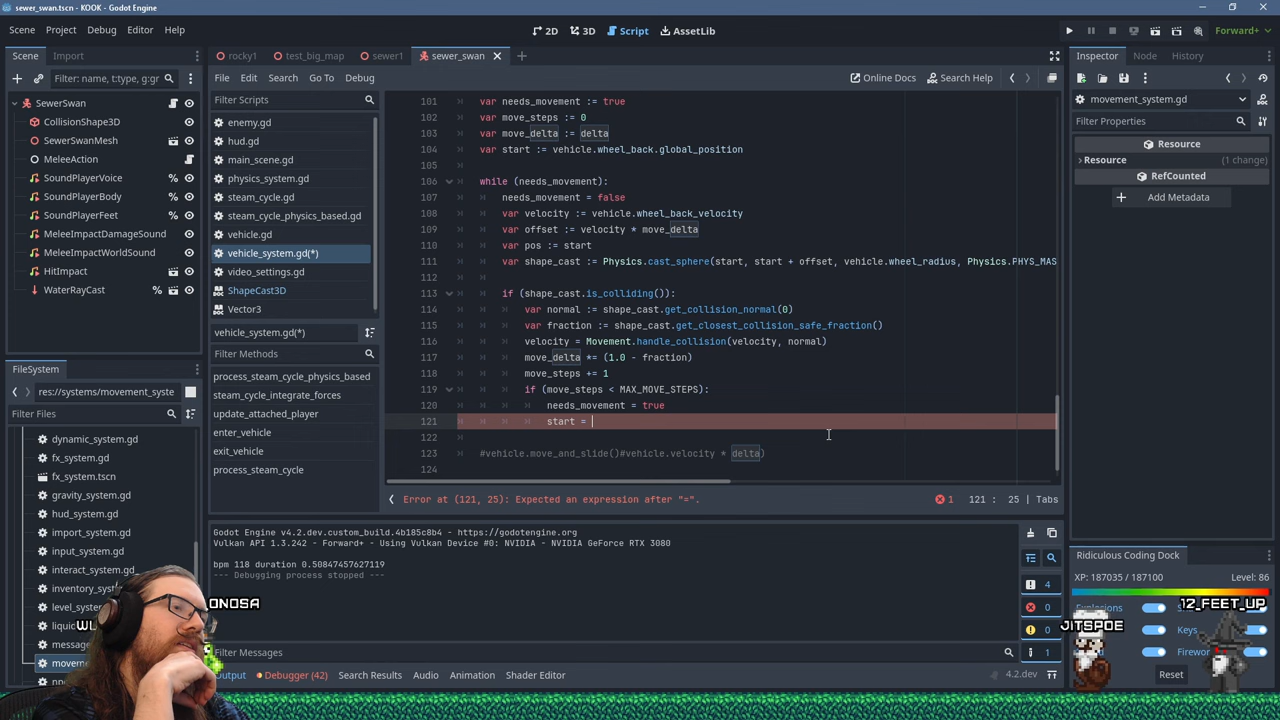 sewer_swan.tscn - KOOK - Godot Engine
Scene Project Debug Editor Help
2D 3D Script AssetLib
Forward+
Scene Import
rocky1 test_big_map sewer1 sewer_swan
Inspector Node History
Filter: name, t:type, g:gr
File Edit Search Go To Debug
Online Docs Search Help
SewerSwan
CollisionShape3D
SewerSwanMesh
MeleeAction
SoundPlayerVoice
SoundPlayerBody
SoundPlayerFeet
MeleeImpactDamageSound
MeleeImpactWorldSound
HitImpact
WaterRayCast
Filter Scripts
enemy.gd
hud.gd
main_scene.gd
physics_system.gd
steam_cycle.gd
steam_cycle_physics_based.gd
vehicle.gd
vehicle_system.gd(*)
video_settings.gd
ShapeCast3D
Vector3
vehicle_system.gd(*)
Filter Methods
process_steam_cycle_physics_based
steam_cycle_integrate_forces
update_attached_player
enter_vehicle
exit_vehicle
process_steam_cycle
101 var needs_movement := true
102 var move_steps := 0
103 var move_delta := delta
104 var start := vehicle.wheel_back.global_position
105
106 while (needs_movement):
107 needs_movement = false
108 var velocity := vehicle.wheel_back_velocity
109 var offset := velocity * move_delta
110 var pos := start
111 var shape_cast := Physics.cast_sphere(start, start + offset, vehicle.wheel_radius, Physics.PHYS_MAS
112
113 if (shape_cast.is_colliding()):
114 var normal := shape_cast.get_collision_normal(0)
115 var fraction := shape_cast.get_closest_collision_safe_fraction()
116 velocity = Movement.handle_collision(velocity, normal)
117 move_delta *= (1.0 - fraction)
118 move_steps += 1
119 if (move_steps < MAX_MOVE_STEPS):
120 needs_movement = true
121 start =
122
123 #vehicle.move_and_slide()#vehicle.velocity * delta)
124
Error at (121, 25): Expected an expression after "=".
1 121 : 25 | Tabs
movement_system.gd
Filter Properties
Resource
Resource (1 change)
RefCounted
Add Metadata
FileSystem
res://systems/movement_syste
Filter Files
dynamic_system.gd
fx_system.gd
fx_system.tscn
gravity_system.gd
hud_system.gd
import_system.gd
input_system.gd
interact_system.gd
inventory_syst
level_system
liquid
messag
movem
Godot Engine v4.2.dev.custom_build.4b185c8b4 - https://godotengine.org
Vulkan API 1.3.242 - Forward+ - Using Vulkan Device #0: NVIDIA - NVIDIA GeForce RTX 3080
bpm 118 duration 0.50847457627119
--- Debugging process stopped ---
4
0
0
1
Filter Messages
Output Debugger (42) Search Results Audio Animation Shader Editor
4.2.dev
Ridiculous Coding Dock
XP: 187035 / 187100 Level: 86
Explosions
Keys
Firewor
Reset
ONOSA
JITSPOE
12_FEET_UP